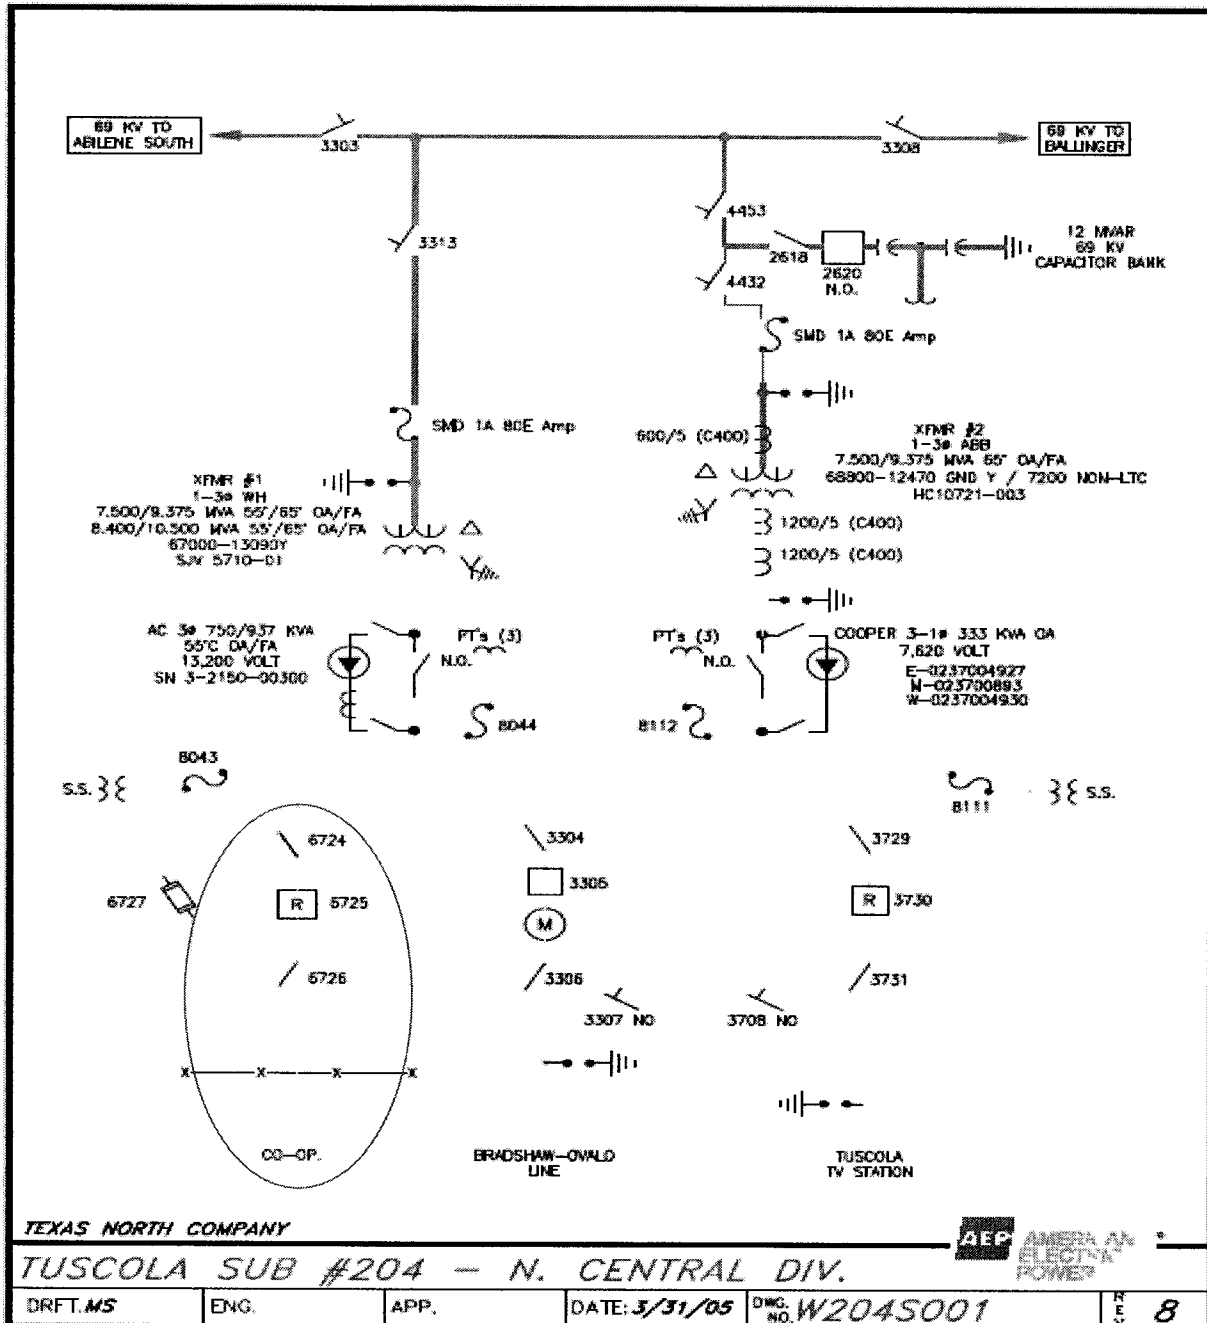 69 KV TO
ABILENE SOUTH
3303
3308
69 KV TO
BALLINGER
3313
4453
2618
2620
N.O.
12 MVAR
69 KV
CAPACITOR BANK
4432
SMD 1A 80E Amp
SMD 1A 80E Amp
600/5 (C400)
XFMR #2
1-3ø ABB
7.500/9.375 MVA 65° OA/FA
68800-12470 GND Y / 7200 NON-LTC
HC10721-003
XFMR #1
1-3ø WH
7.500/9.375 MVA 55°/65° OA/FA
8.400/10.500 MVA 55°/65° OA/FA
67000-13090Y
SJV 5710-01
1200/5 (C400)
1200/5 (C400)
AC 3ø 750/937 KVA
55°C OA/FA
13,200 VOLT
SN 3-2150-00300
N.O.
PT's (3)
PT's (3)
N.O.
COOPER 3-1ø 333 KVA OA
7,620 VOLT
E-0237004927
M-023700893
W-0237004930
8044
8112
8043
S.S.
8111
S.S.
6724
3304
3729
6727
R 6725
3305
R 3730
M
6726
3306
3731
3307 NO
3708 NO
X X X X
CO-OP.
BRADSHAW-OVALO
LINE
TUSCOLA
TV STATION
TEXAS NORTH COMPANY
AEP AMERICAN
ELECTRIC
POWER
TUSCOLA SUB #204 - N. CENTRAL DIV.
DRFT. MS ENG. APP. DATE: 3/31/05 DWG. NO. W204S001 REV 8